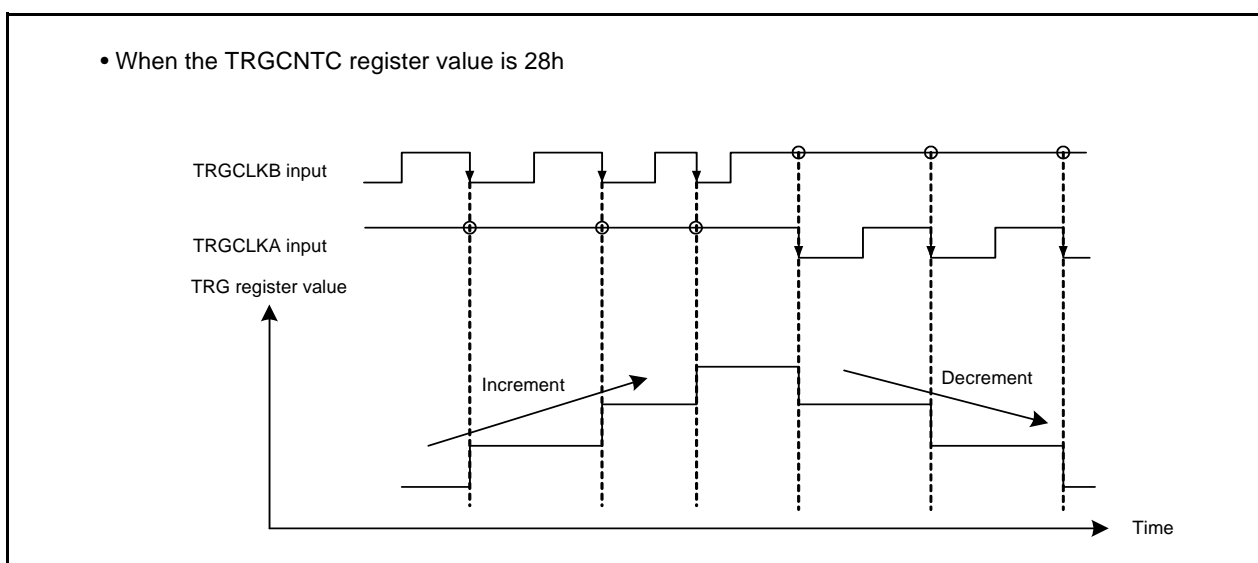 • When the TRGCNTC register value is 28h
TRGCLKB input
TRGCLKA input
TRG register value
Increment
Decrement
Time